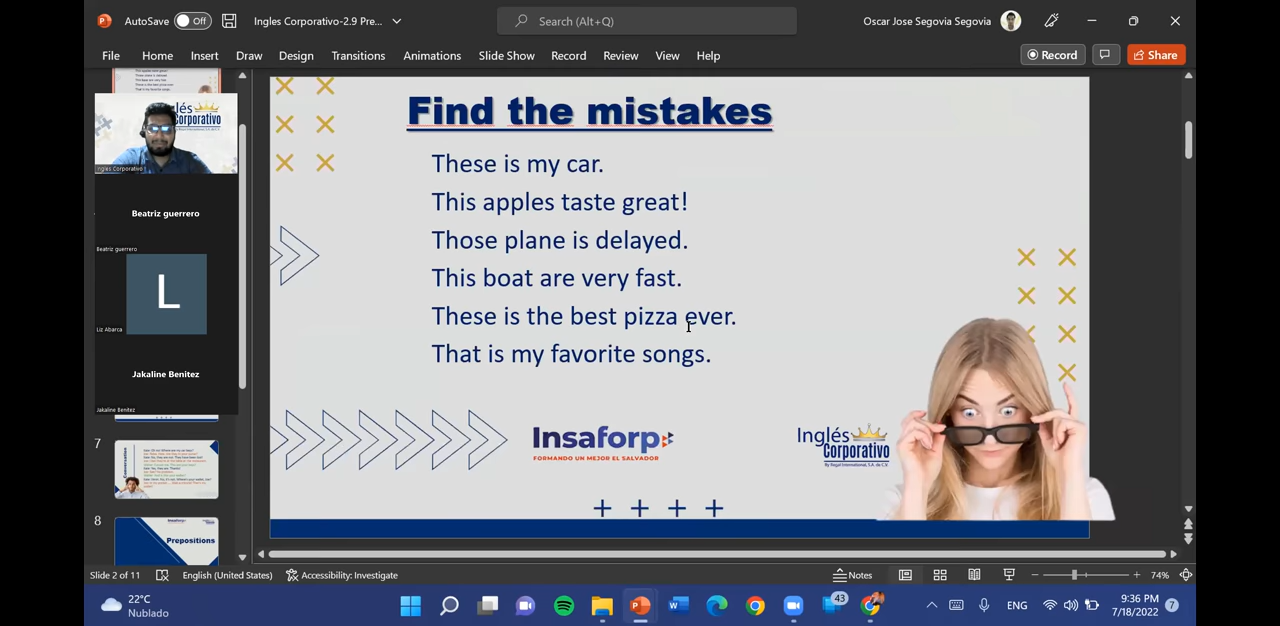 AutoSave Off Ingles Corporativo-2.9 Pre... Search (Alt+Q) Oscar Jose Segovia Segovia
File Home Insert Draw Design Transitions Animations Slide Show Record Review View Help Record Share
Find the mistakes
These is my car.
This apples taste great!
Those plane is delayed.
This boat are very fast.
These is the best pizza ever.
That is my favorite songs.
Insaforp
FORMANDO UN MEJOR EL SALVADOR
Inglés
Corporativo
By Regal International, S.A. de C.V.
Inglés
Corporativo
Ingles Corporativo
Beatriz guerrero
Beatriz guerrero
L
Liz Abarca
Jakaline Benitez
Jakaline Benitez
7
Conversation
8
Insaforp
Prepositions
Slide 2 of 11 English (United States) Accessibility: Investigate Notes 74%
22°C
Nublado
43
ENG
9:36 PM
7/18/2022
7